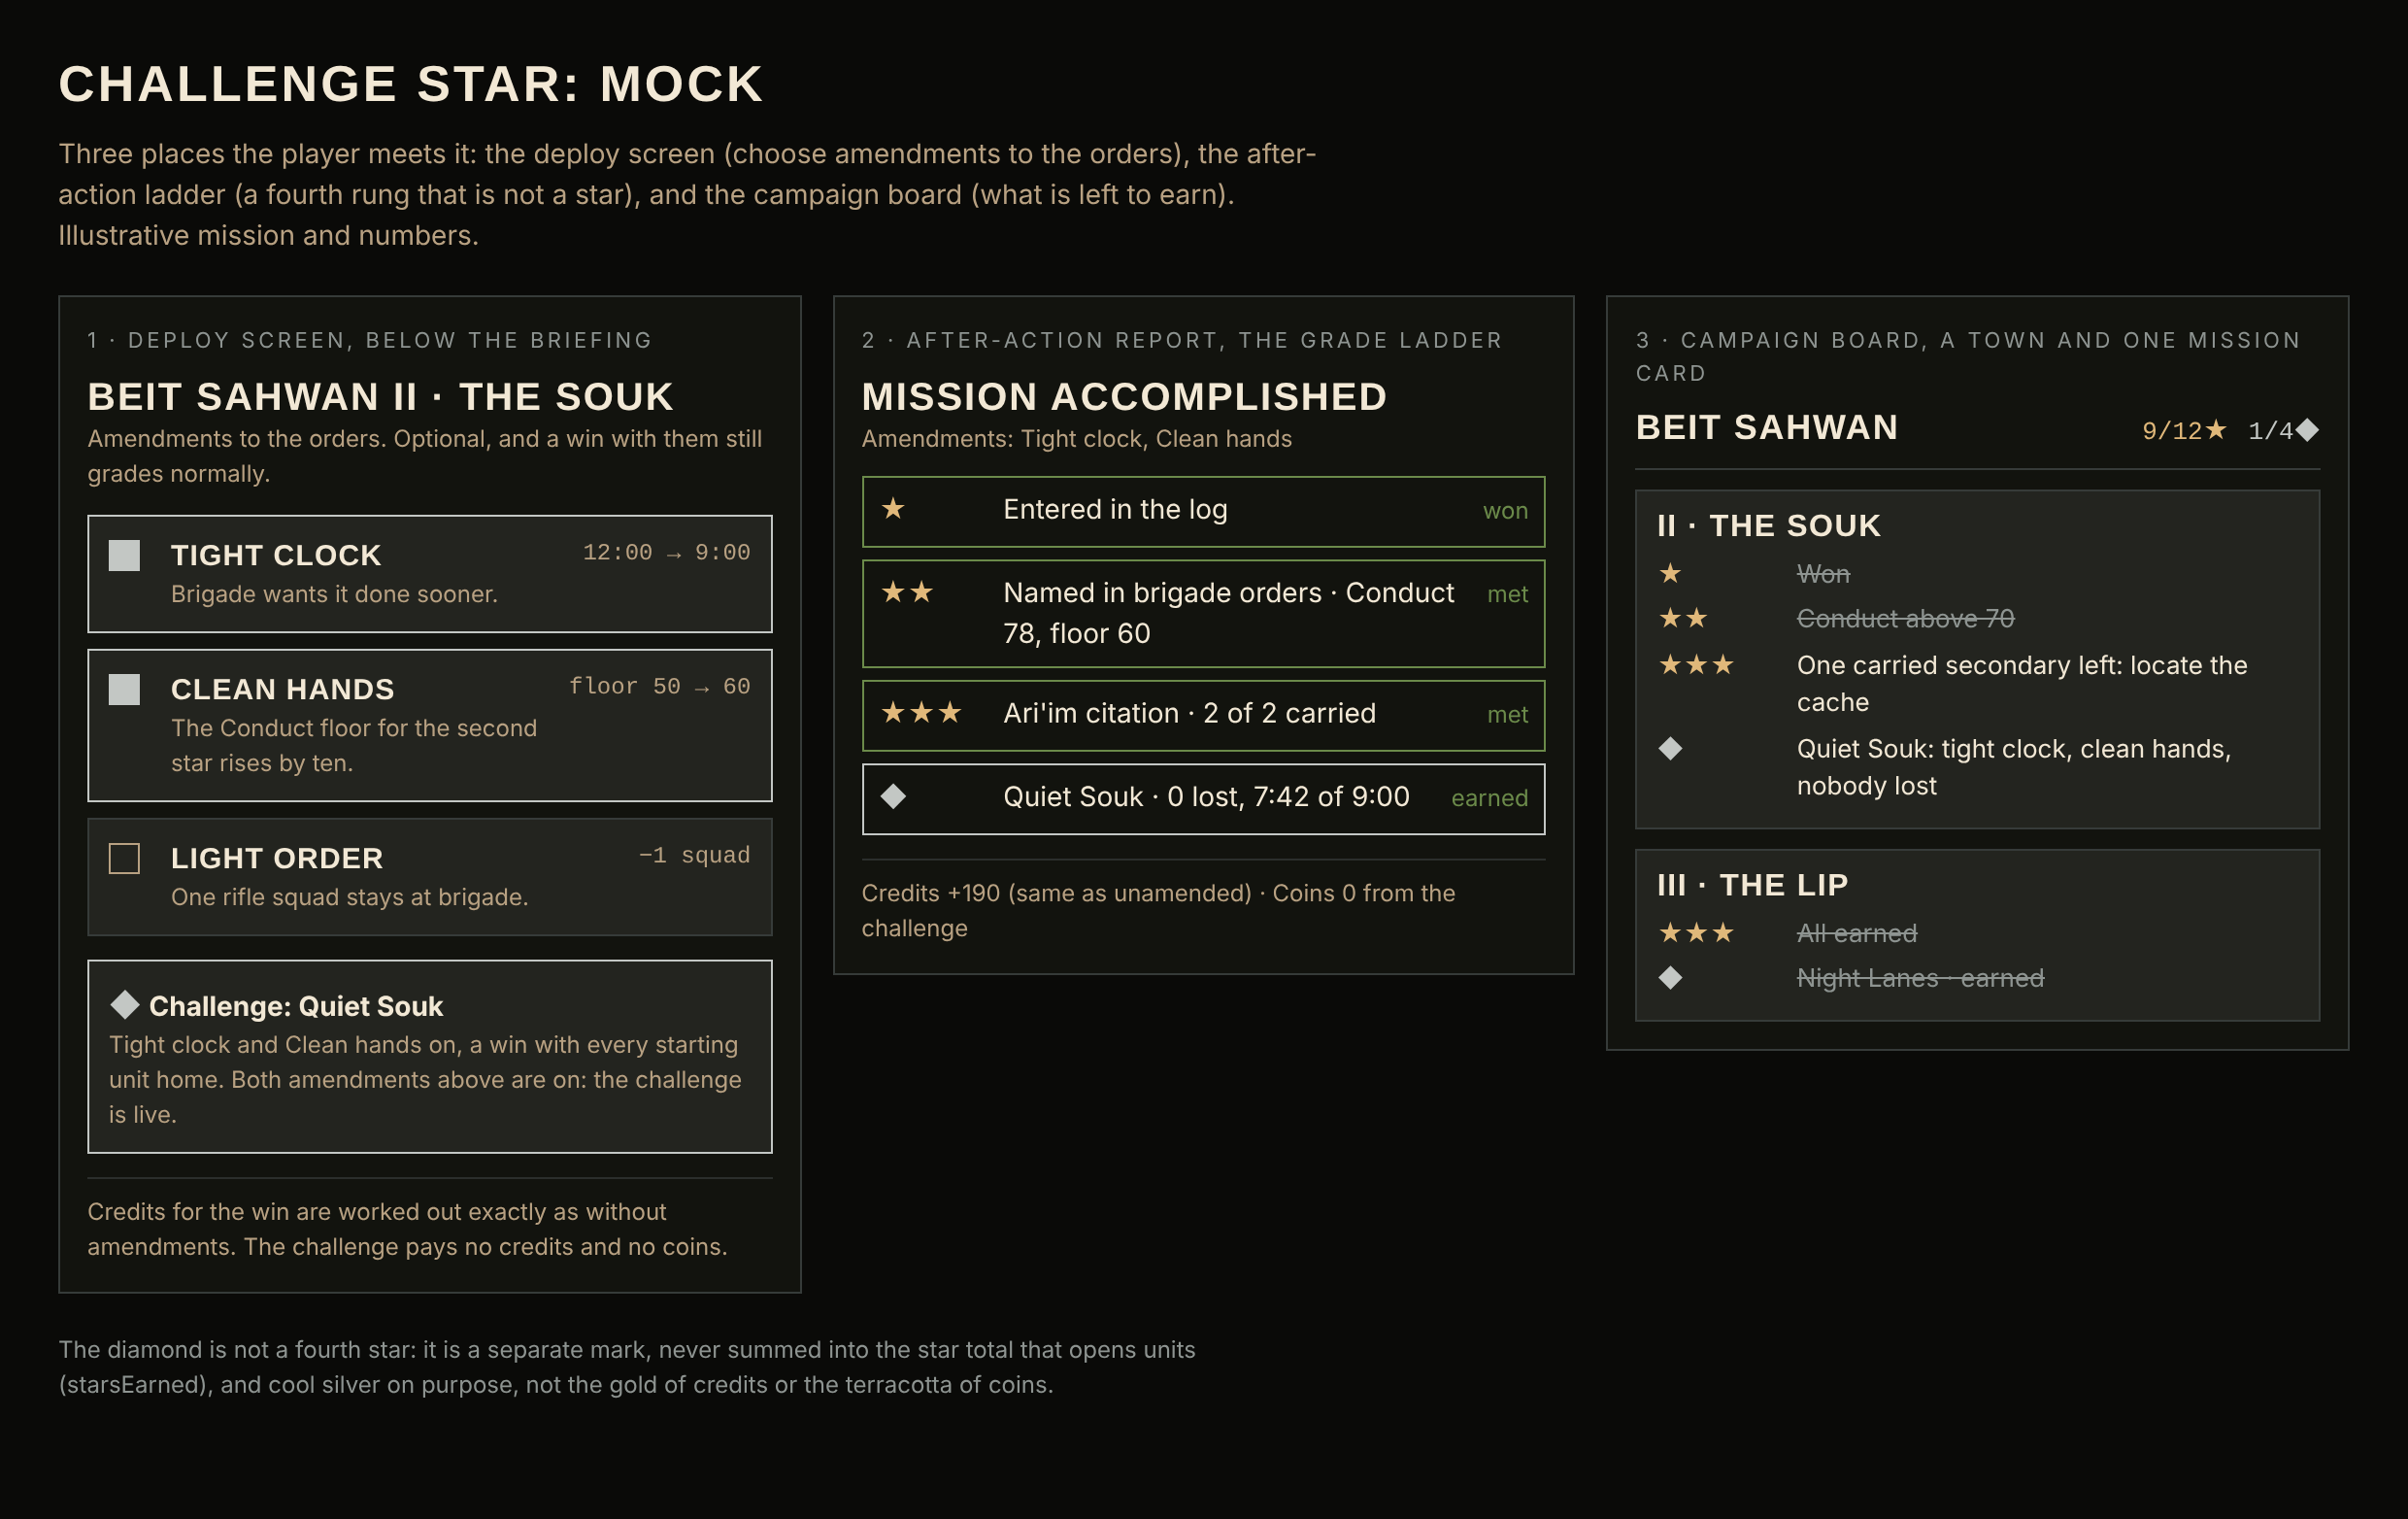 CHALLENGE STAR: MOCK
Three places the player meets it: the deploy screen (choose amendments to the orders), the after-
action ladder (a fourth rung that is not a star), and the campaign board (what is left to earn).
Illustrative mission and numbers.
1 · DEPLOY SCREEN, BELOW THE BRIEFING
BEIT SAHWAN II · THE SOUK
Amendments to the orders. Optional, and a win with them still
grades normally.
TIGHT CLOCK 12:00 → 9:00
Brigade wants it done sooner.
CLEAN HANDS floor 50 → 60
The Conduct floor for the second
star rises by ten.
LIGHT ORDER −1 squad
One rifle squad stays at brigade.
◆ Challenge: Quiet Souk
Tight clock and Clean hands on, a win with every starting
unit home. Both amendments above are on: the challenge
is live.
Credits for the win are worked out exactly as without
amendments. The challenge pays no credits and no coins.
2 · AFTER-ACTION REPORT, THE GRADE LADDER
MISSION ACCOMPLISHED
Amendments: Tight clock, Clean hands
★ Entered in the log won
★★ Named in brigade orders · Conduct met
78, floor 60
★★★ Ari'im citation · 2 of 2 carried met
◆ Quiet Souk · 0 lost, 7:42 of 9:00 earned
Credits +190 (same as unamended) · Coins 0 from the
challenge
3 · CAMPAIGN BOARD, A TOWN AND ONE MISSION
CARD
BEIT SAHWAN 9/12★ 1/4◆
II · THE SOUK
★ Won
★★ Conduct above 70
★★★ One carried secondary left: locate the
cache
◆ Quiet Souk: tight clock, clean hands,
nobody lost
III · THE LIP
★★★ All earned
◆ Night Lanes · earned
The diamond is not a fourth star: it is a separate mark, never summed into the star total that opens units
(starsEarned), and cool silver on purpose, not the gold of credits or the terracotta of coins.